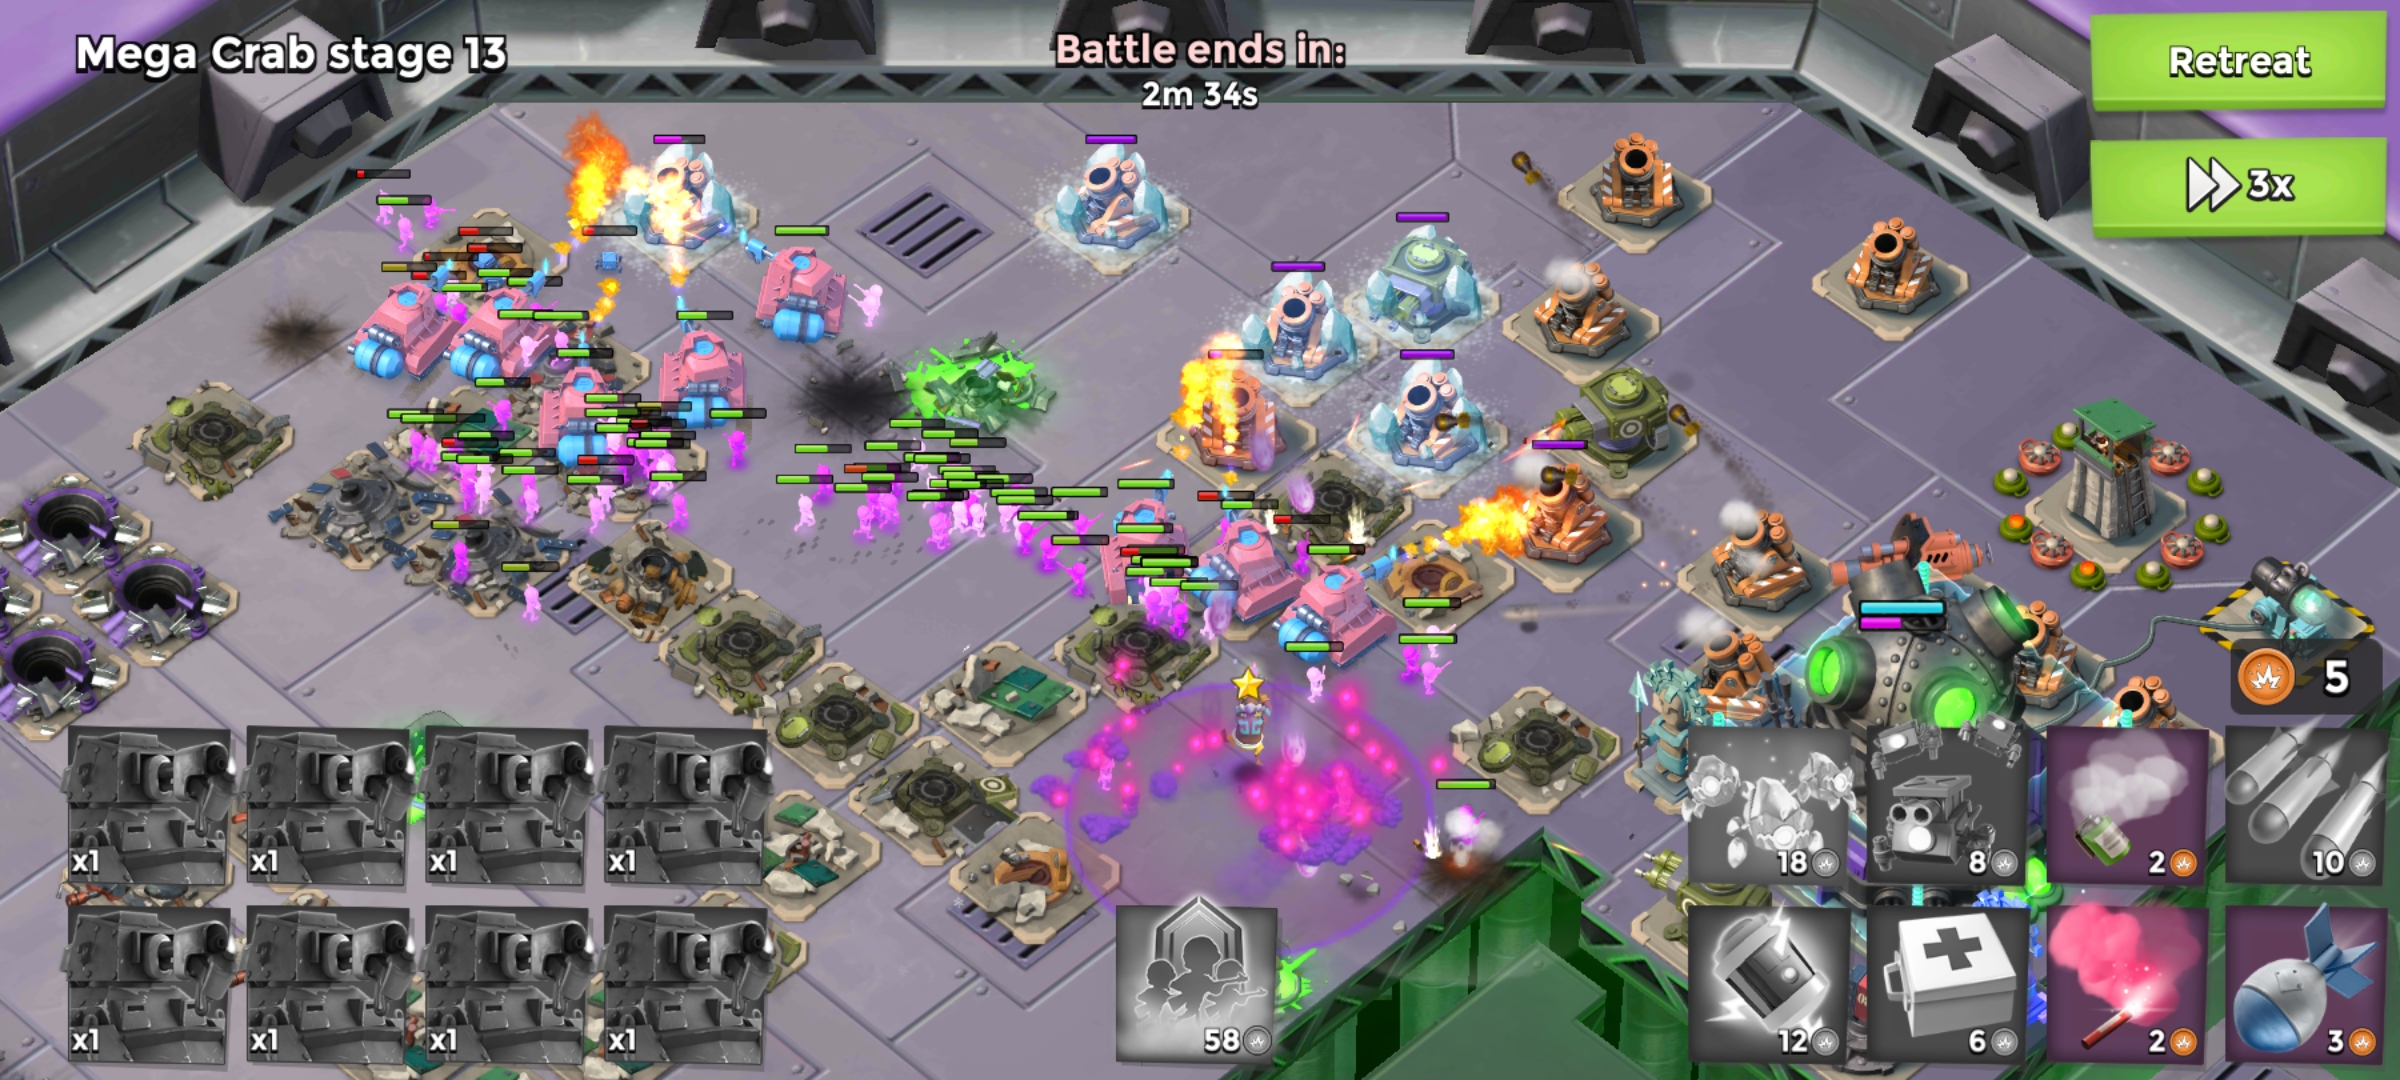 Mega Crab stage 13
Battle ends in:
2m 34s
Retreat
3x
5
x1
x1
x1
x1
18
8
2
10
x1
x1
x1
x1
58
12
6
2
3